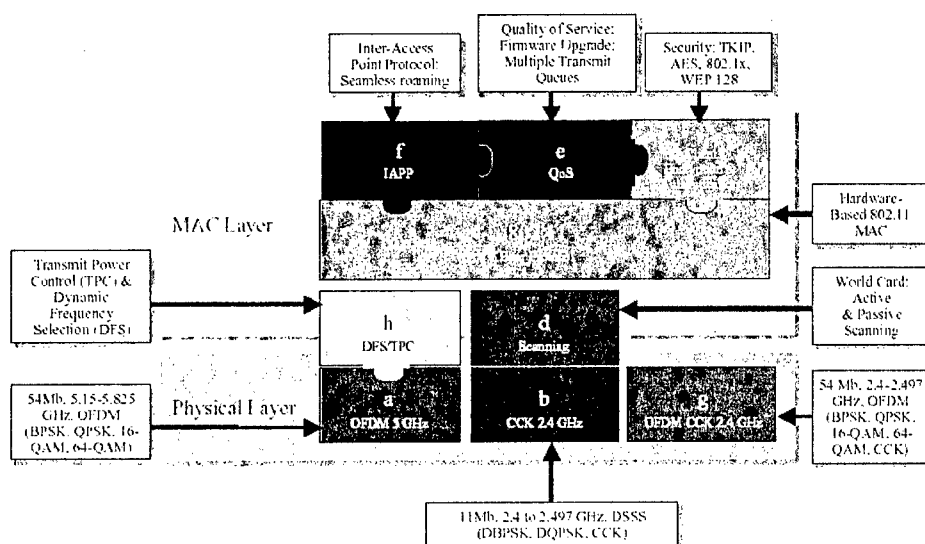 Inter-Access
Point Protocol:
Seamless roaming
Quality of Service:
Firmware Upgrade:
Multiple Transmit
Queues
Security: TKIP,
AES, 802.1x,
WEP 128
f
IAPP
e
QoS
MAC Layer
Hardware-
Based 802.11
MAC
Transmit Power
Control (TPC) &
Dynamic
Frequency
Selection (DFS)
h
DFS/TPC
d
Scanning
World Card:
Active
& Passive
Scanning
Physical Layer
54Mb, 5.15-5.825
GHz, OFDM
(BPSK, QPSK, 16-
QAM, 64-QAM)
a
OFDM 5 GHz
b
CCK 2.4 GHz
g
OFDM CCK 2.4 GHz
54 Mb, 2.4-2.497
GHz, OFDM
(BPSK, QPSK,
16-QAM, 64-
QAM, CCK)
11Mb, 2.4 to 2.497 GHz, DSSS
(DBPSK, DQPSK, CCK)